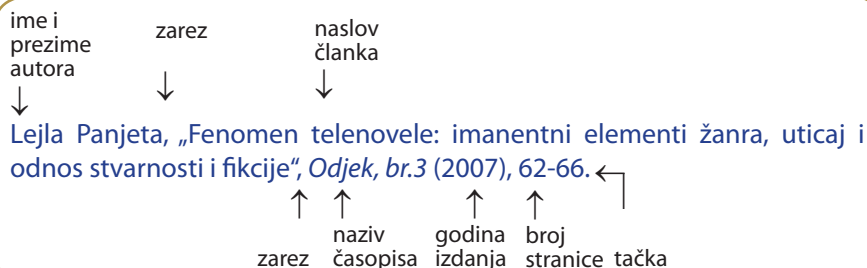 ime i
prezime
autora
zarez
naslov
članka
Lejla Panjeta, „Fenomen telenovele: imanentni elementi žanra, uticaj i
odnos stvarnosti i fikcije“, Odjek, br.3 (2007), 62-66.
zarez
naziv
časopisa
godina
izdanja
broj
stranice
tačka